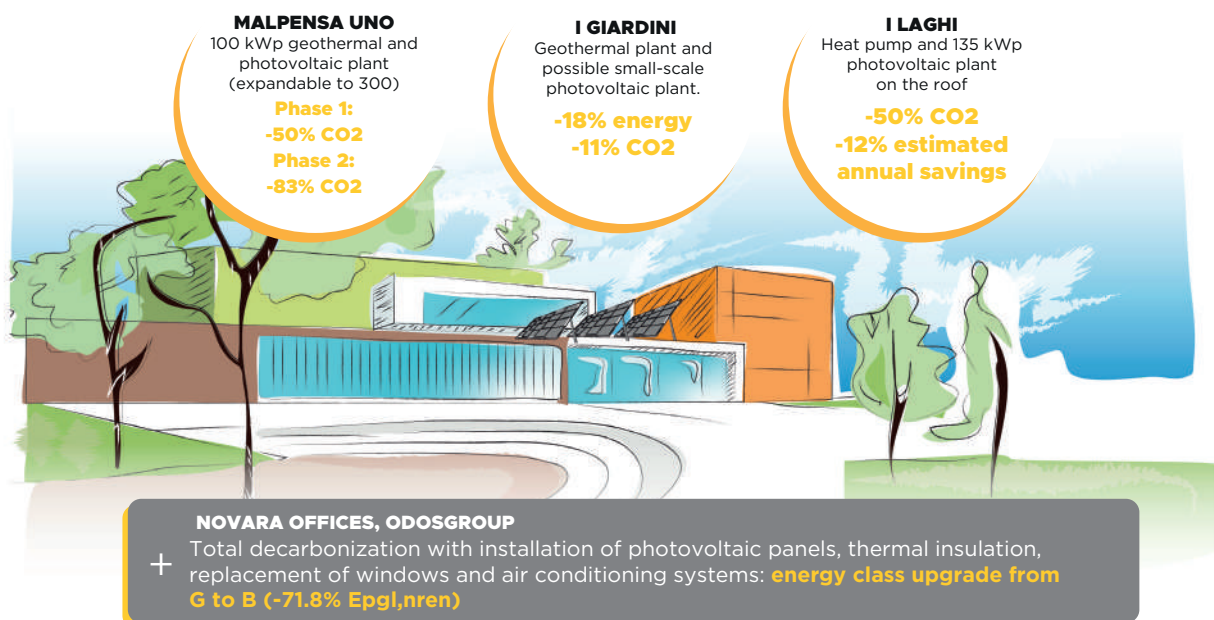 MALPENSA UNO
100 kWp geothermal and
photovoltaic plant
(expandable to 300)
Phase 1:
-50% CO2
Phase 2:
-83% CO2
I GIARDINI
Geothermal plant and
possible small-scale
photovoltaic plant.
-18% energy
-11% CO2
I LAGHI
Heat pump and 135 kWp
photovoltaic plant
on the roof
-50% CO2
-12% estimated
annual savings
NOVARA OFFICES, ODOSGROUP
+ Total decarbonization with installation of photovoltaic panels, thermal insulation,
replacement of windows and air conditioning systems: energy class upgrade from
G to B (-71.8% Epgl,nren)